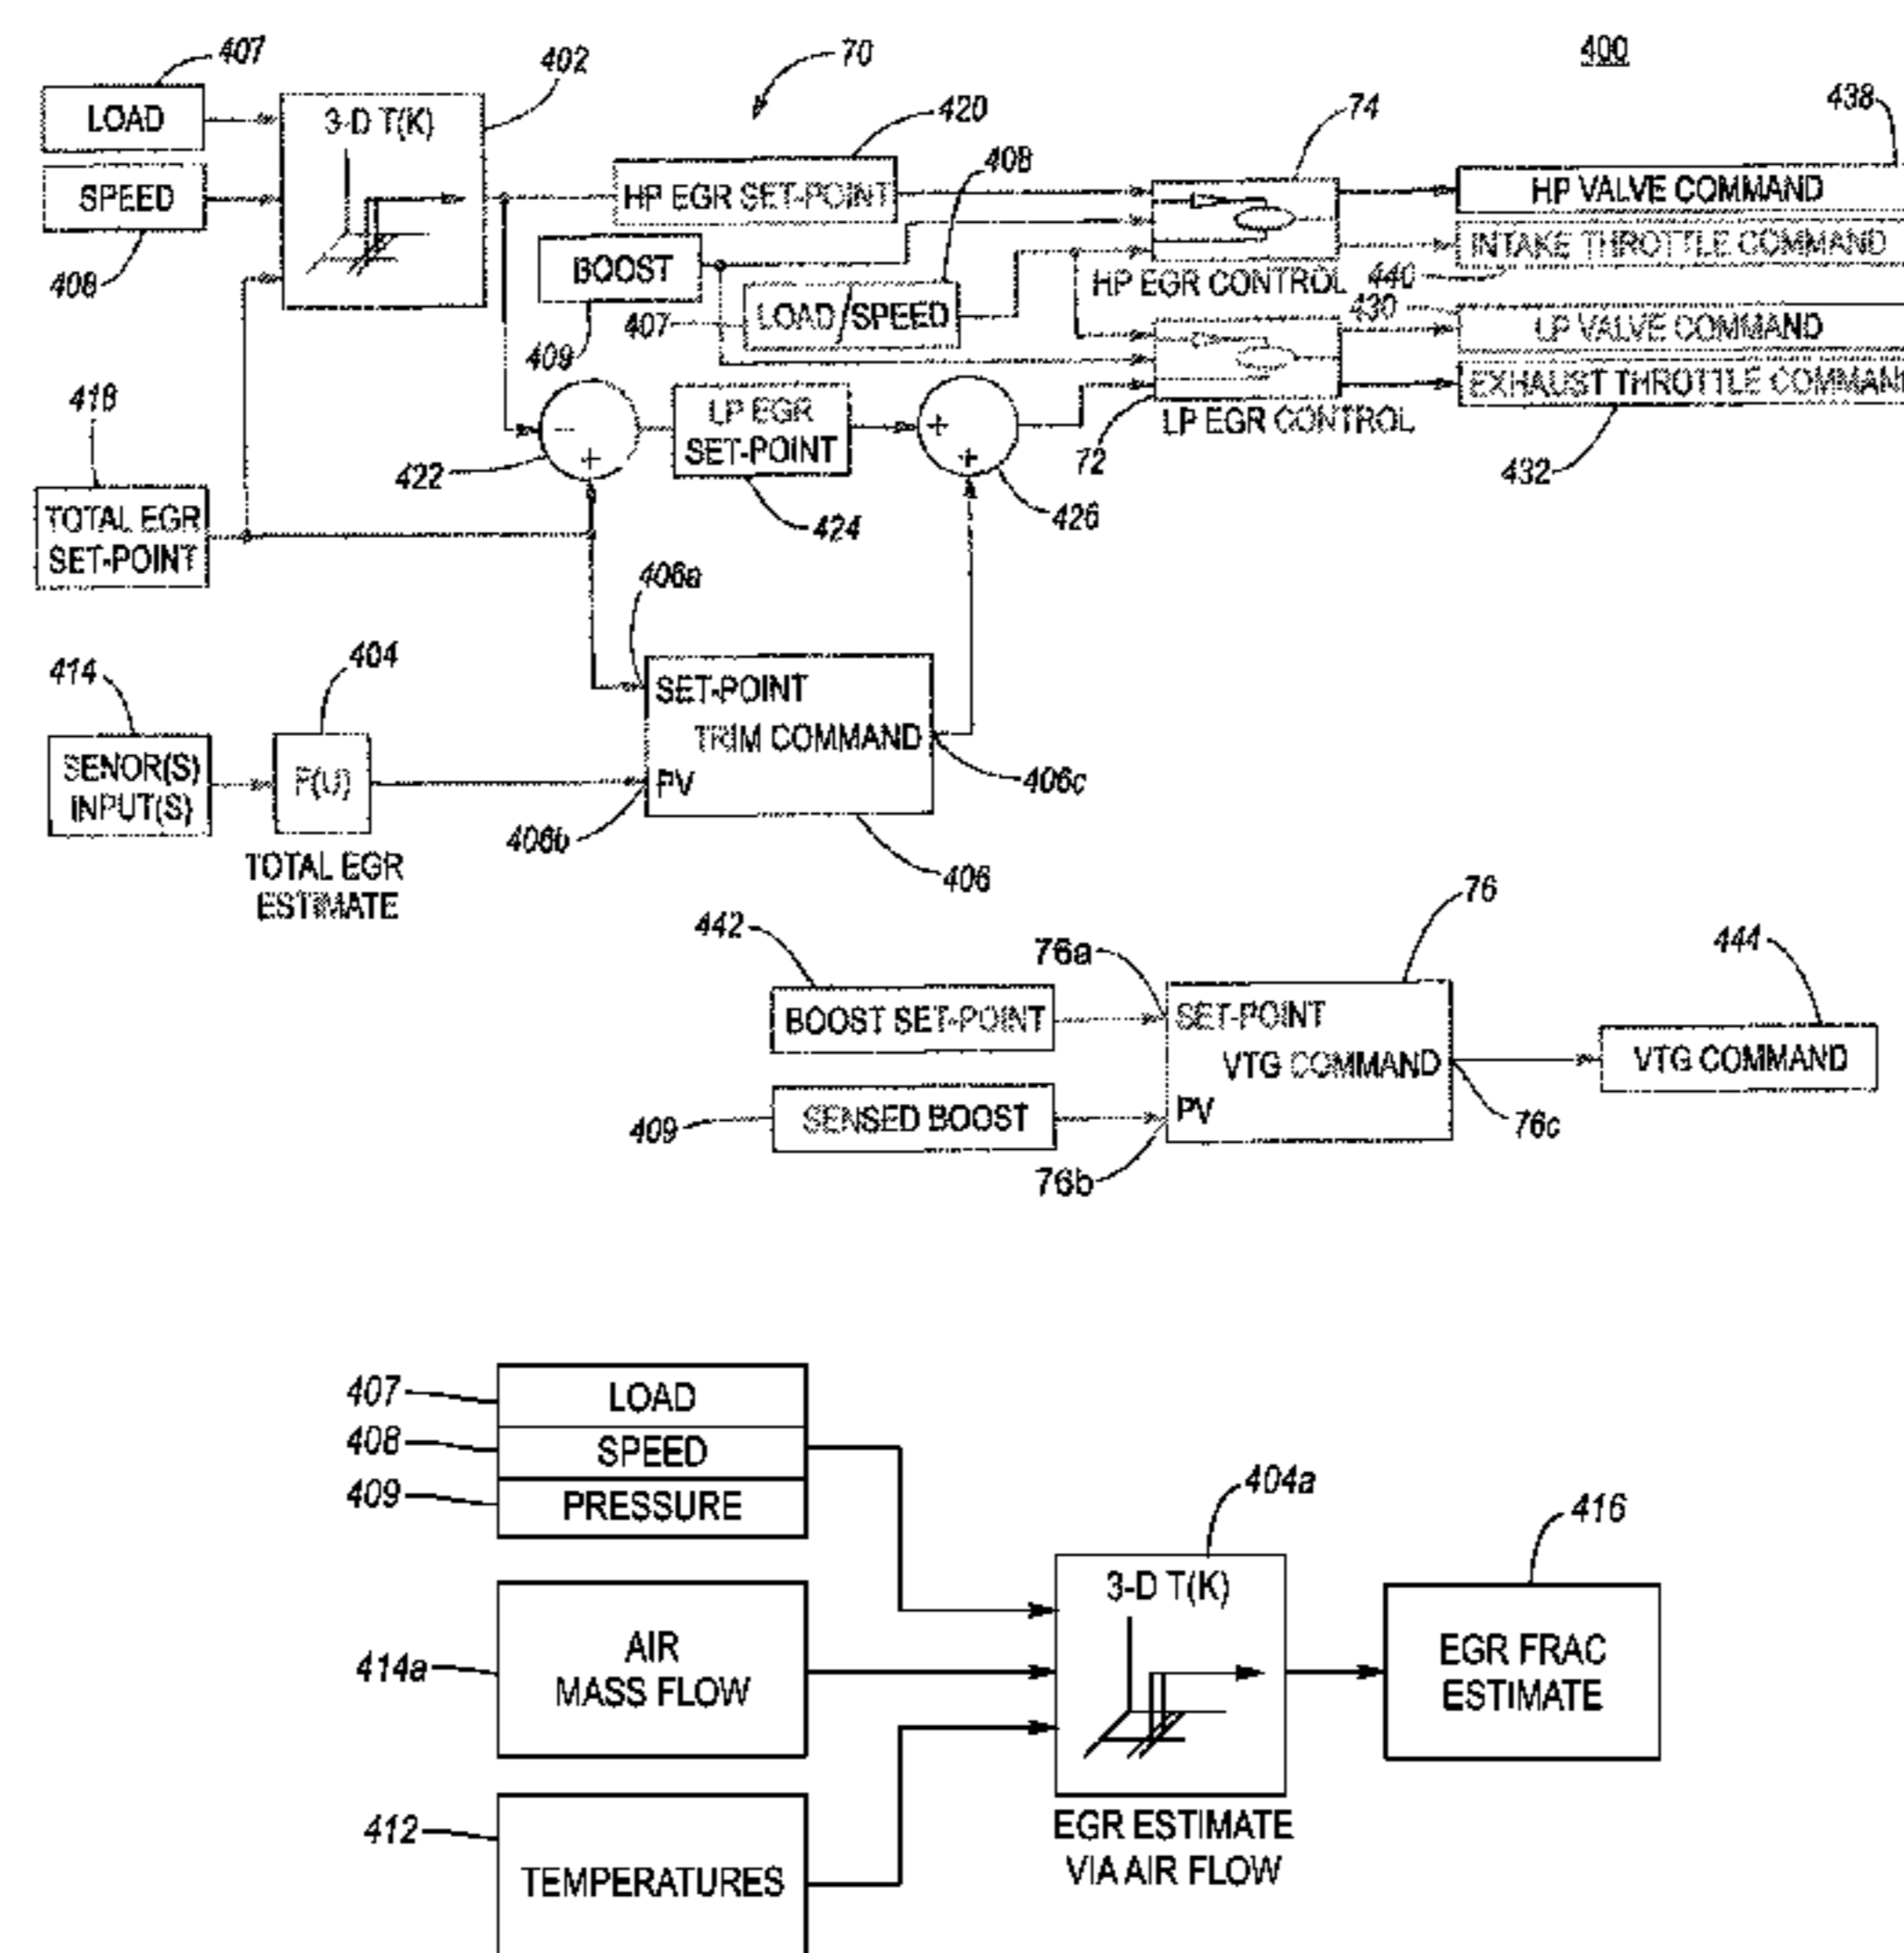 400
407
LOAD
402
3-D T(K)
70
420
74
438
SPEED
408
HP EGR SET-POINT
408
HP VALVE COMMAND
INTAKE THROTTLE COMMAND
440
BOOST
409
407
LOAD/SPEED
HP EGR CONTROL
430
LP VALVE COMMAND
EXHAUST THROTTLE COMMAND
432
418
TOTAL EGR
SET-POINT
422
-
+
LP EGR
SET-POINT
424
+
+
426
72
LP EGR CONTROL
406a
414
SENOR(S)
INPUT(S)
404
F(U)
TOTAL EGR
ESTIMATE
SET-POINT
TRIM COMMAND
PV
406b
406c
406
442
BOOST SET-POINT
409
SENSED BOOST
76a
76
SET-POINT
VTG COMMAND
PV
76b
76c
444
VTG COMMAND
407
LOAD
408
SPEED
409
PRESSURE
414a
AIR
MASS FLOW
412
TEMPERATURES
404a
3-D T(K)
EGR ESTIMATE
VIA AIR FLOW
416
EGR FRAC
ESTIMATE